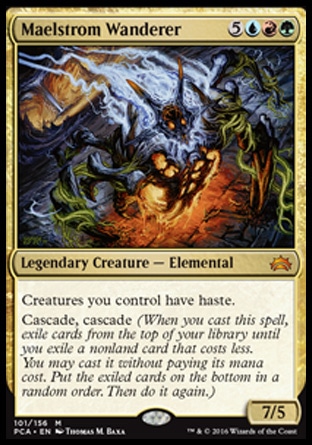 Maelstrom Wanderer 5
Legendary Creature — Elemental
Creatures you control have haste.
Cascade, cascade (When you cast this spell,
exile cards from the top of your library until
you exile a nonland card that costs less.
You may cast it without paying its mana
cost. Put the exiled cards on the bottom in a
random order. Then do it again.)
7/5
101/156 M
PCA • EN Thomas M. Baxa
™ & © 2016 Wizards of the Coast